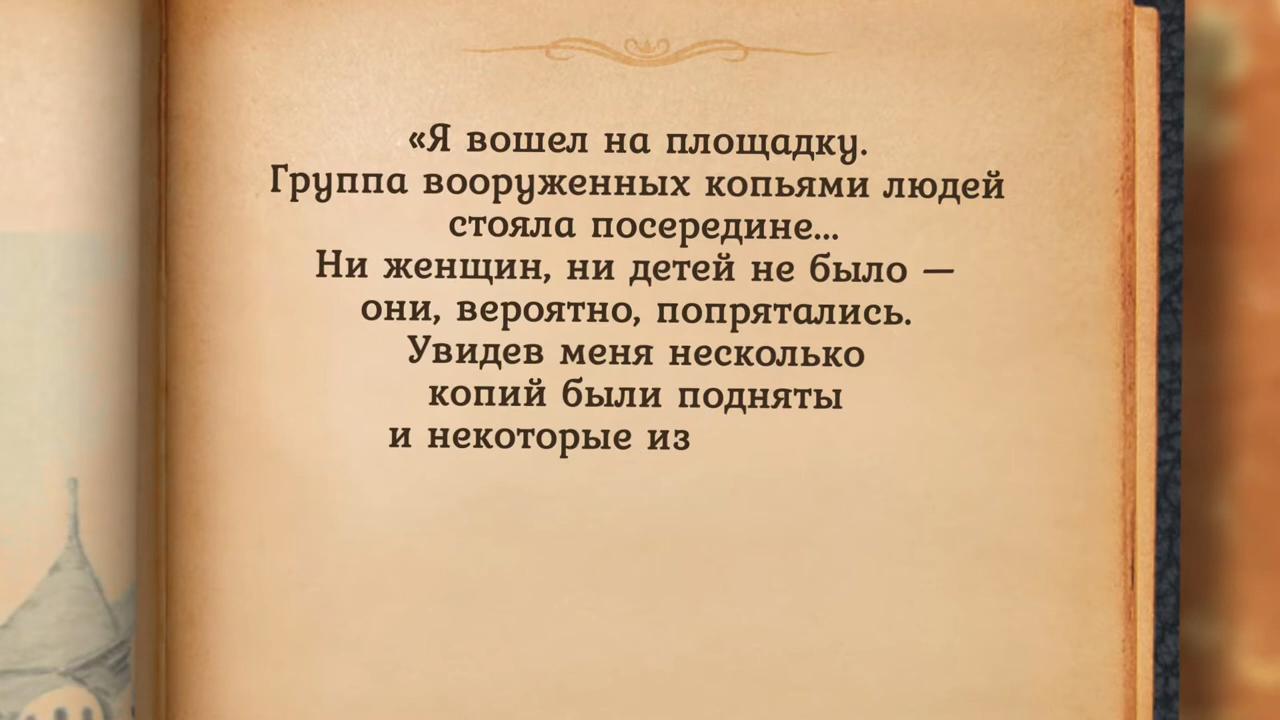 «Я вошел на площадку.
Группа вооруженных копьями людей
стояла посередине...
Ни женщин, ни детей не было —
они, вероятно, попрятались.
Увидев меня несколько
копий были подняты
и некоторые из